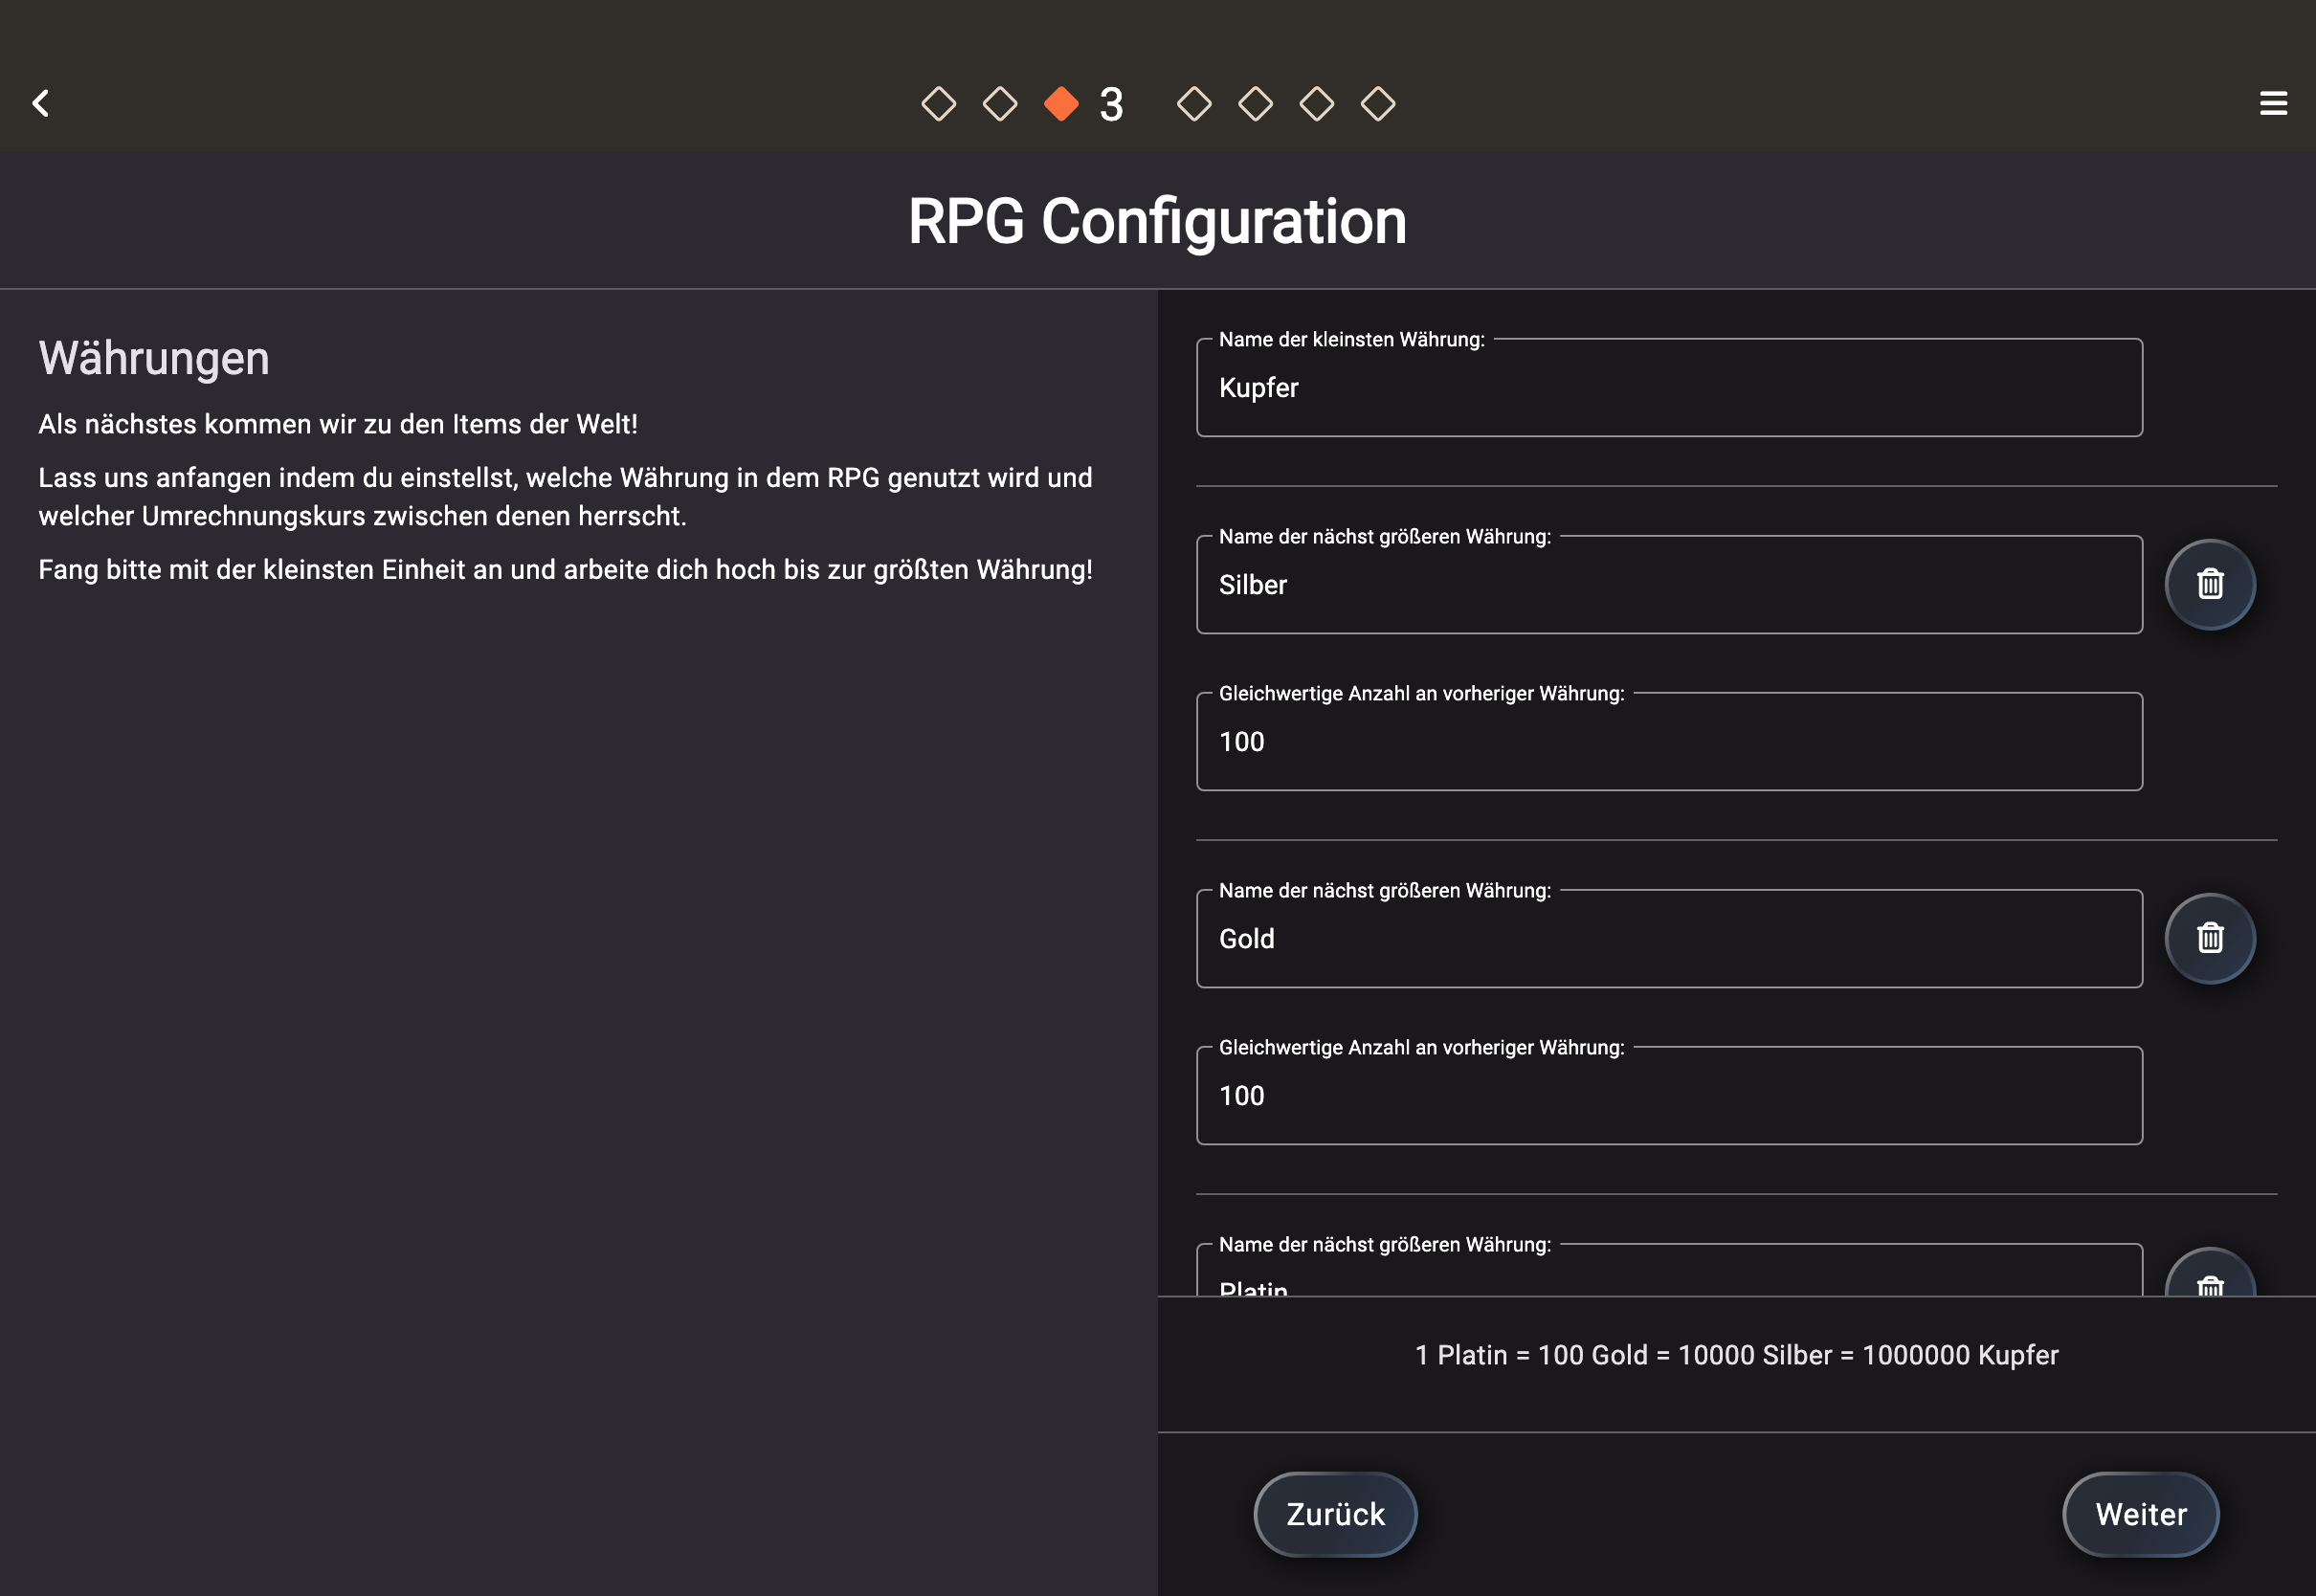 3
RPG Configuration
Währungen
Als nächstes kommen wir zu den Items der Welt!
Lass uns anfangen indem du einstellst, welche Währung in dem RPG genutzt wird und
welcher Umrechnungskurs zwischen denen herrscht.
Fang bitte mit der kleinsten Einheit an und arbeite dich hoch bis zur größten Währung!
Name der kleinsten Währung:
Kupfer
Name der nächst größeren Währung:
Silber
Gleichwertige Anzahl an vorheriger Währung:
100
Name der nächst größeren Währung:
Gold
Gleichwertige Anzahl an vorheriger Währung:
100
Name der nächst größeren Währung:
Platin
1 Platin = 100 Gold = 10000 Silber = 1000000 Kupfer
Zurück
Weiter